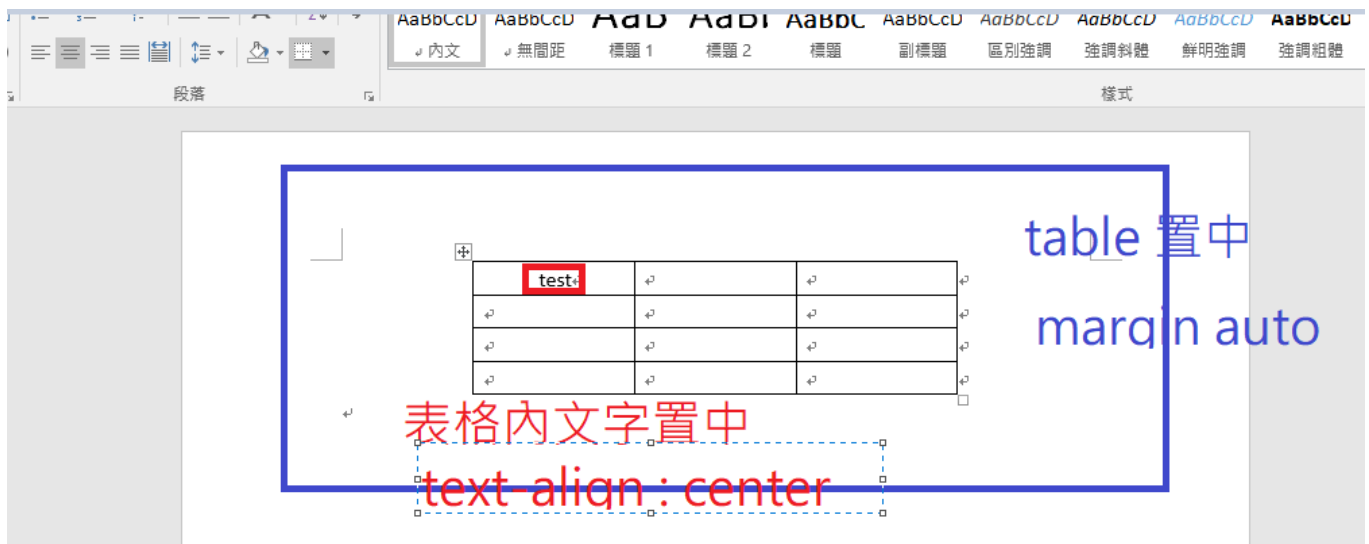 AaBbCcD AaBbCcD AaB AaBl AaBbC AaBbCcD AaBbCcD AaBbCcD AaBbCcD AaBbCcD
內文 無間距 標題 1 標題 2 標題 副標題 區別強調 強調斜體 鮮明強調 強調粗體
段落 樣式
table 置中
test
margin auto
表格內文字置中
text-align : center